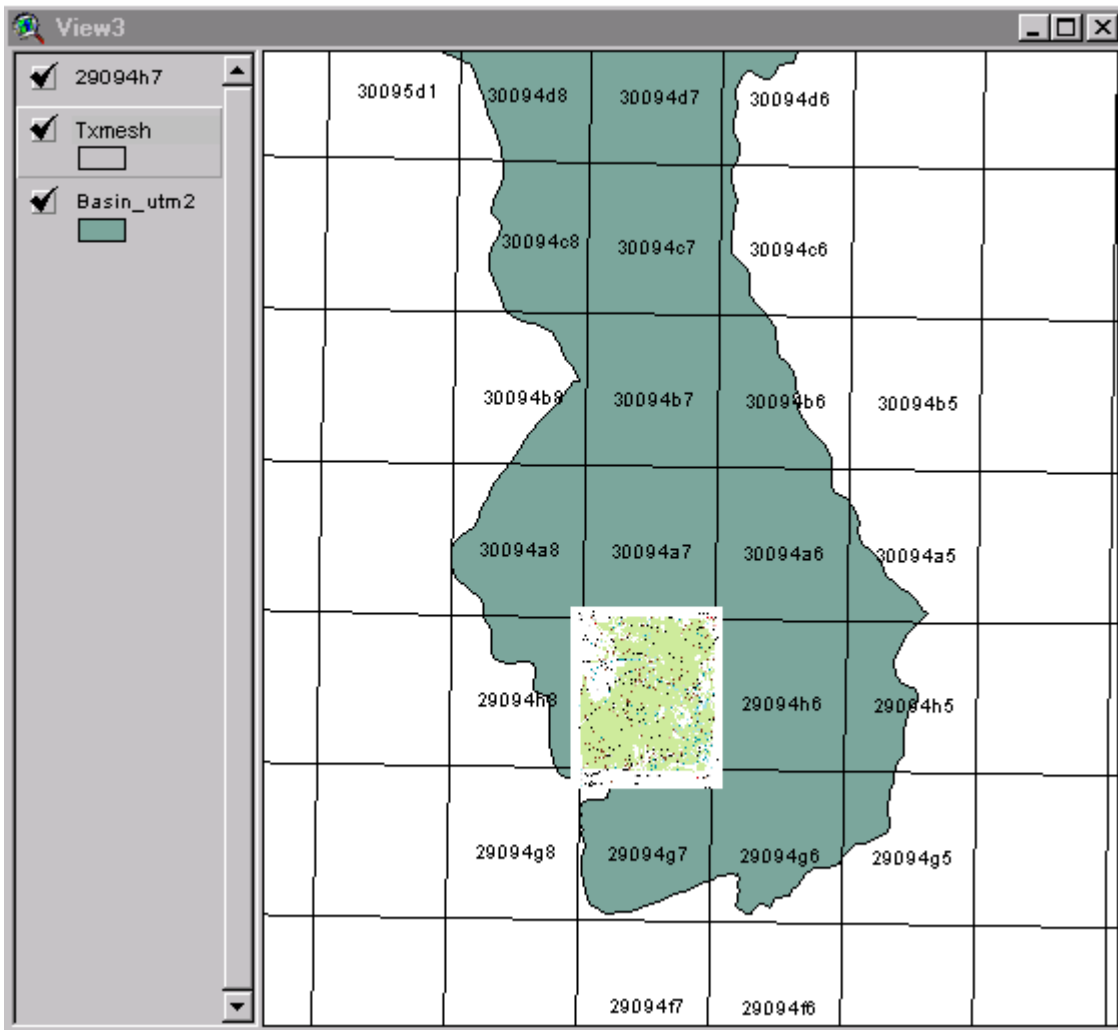 View3
29094h7
Txmesh
Basin_utm2
30095d1 30094d8 30094d7 30094d6
30094c8 30094c7 30094c6
30094b8 30094b7 30094b6 30094b5
30094a8 30094a7 30094a6 30094a5
29094h8 29094h6 29094h5
29094g8 29094g7 29094g6 29094g5
29094f7 29094f6